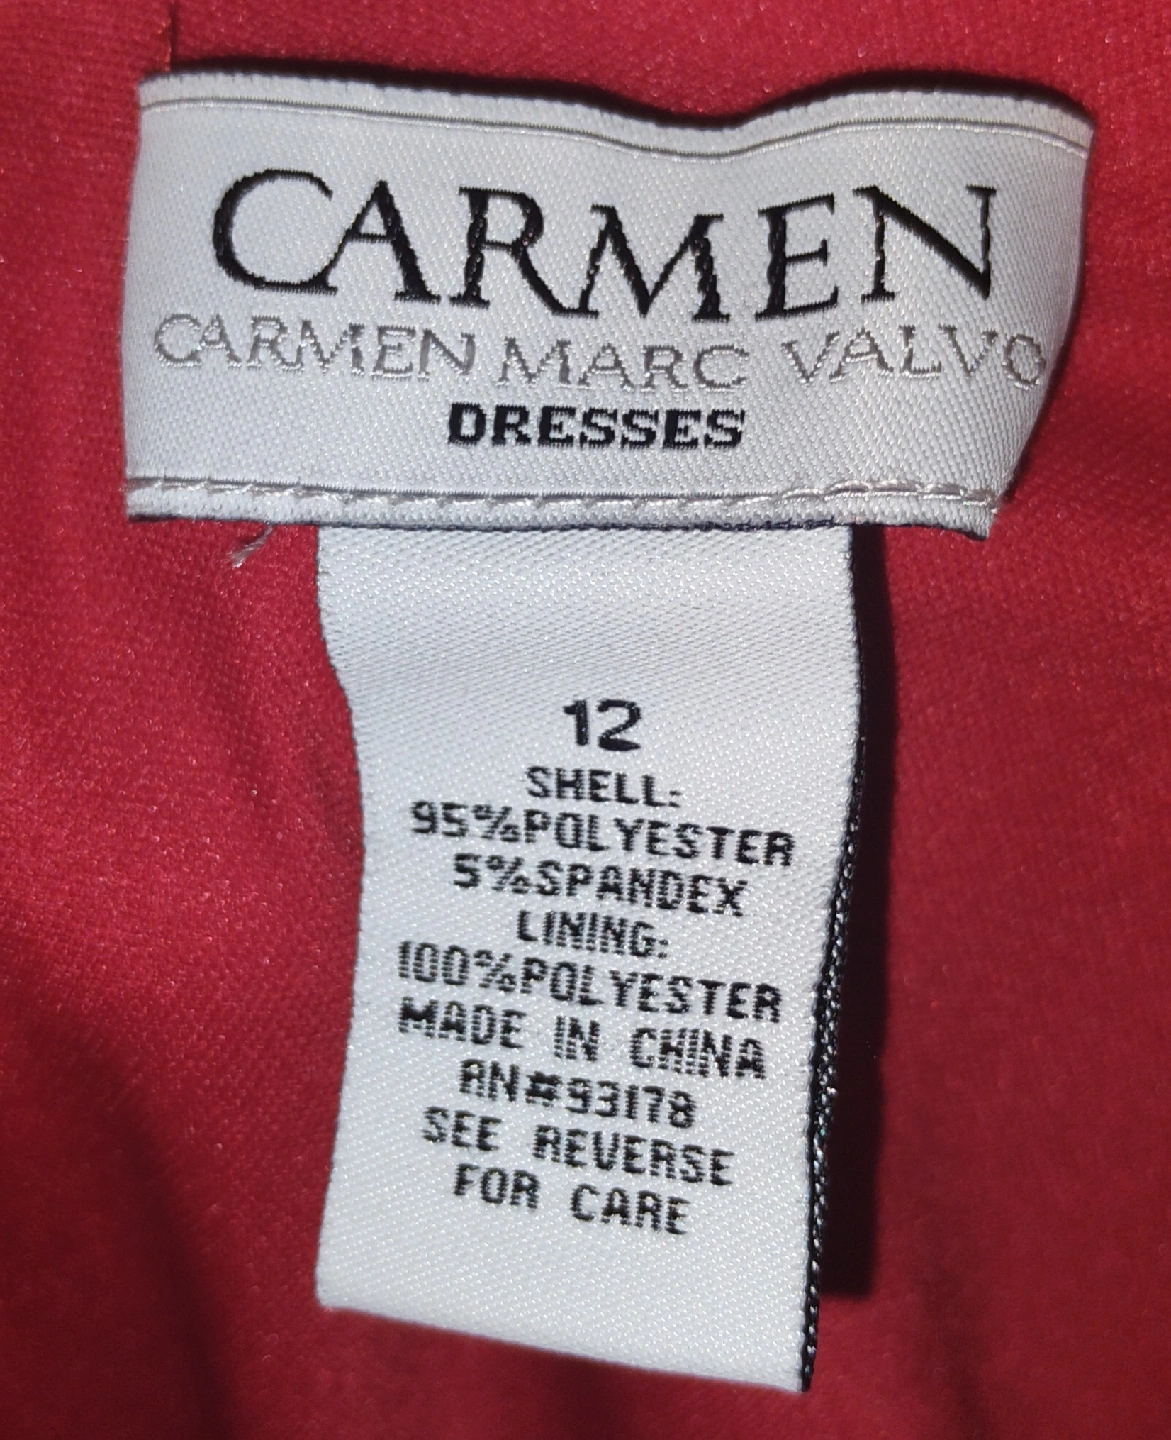 CARMEN
CARMEN MARC VALVO
DRESSES
12
SHELL:
95%POLYESTER
5%SPANDEX
LINING:
100%POLYESTER
MADE IN CHINA
RN#93178
SEE REVERSE
FOR CARE